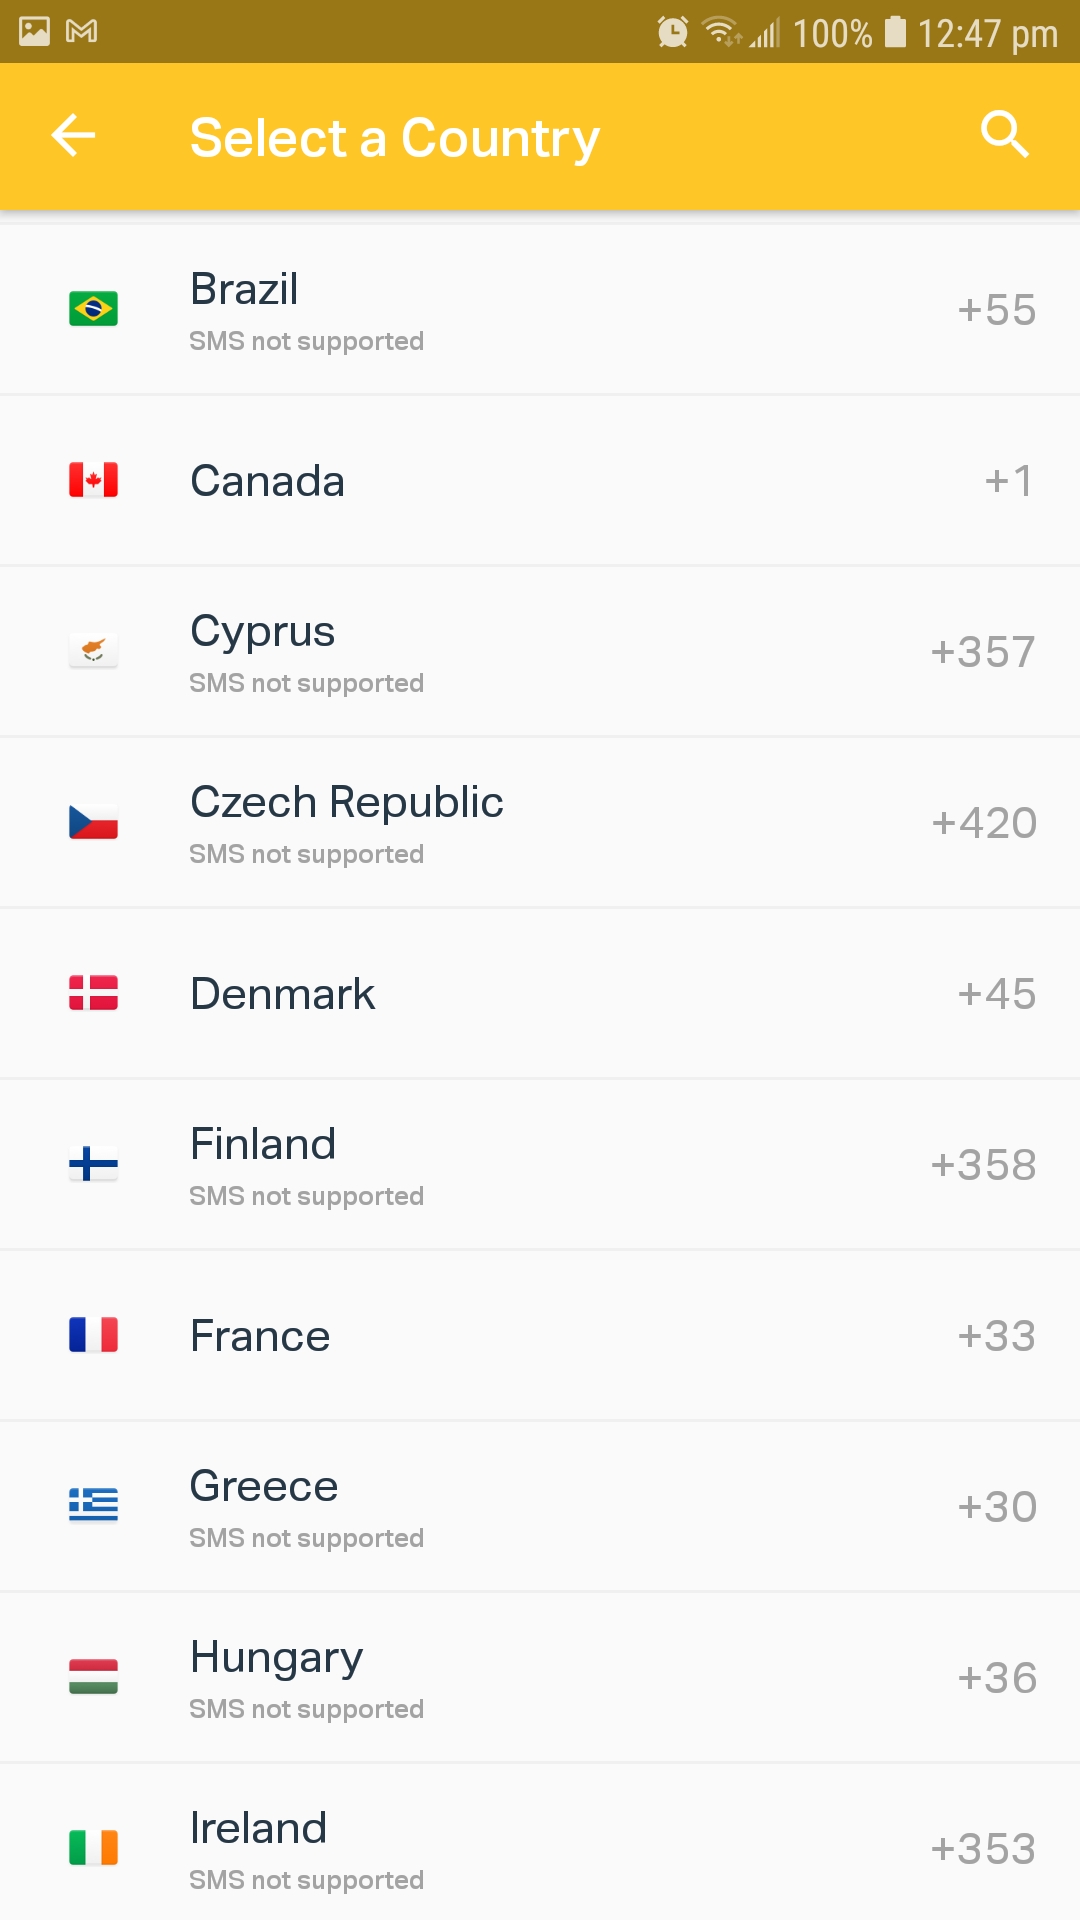 100% 12:47 pm
Select a Country
Brazil
SMS not supported
+55
Canada
+1
Cyprus
SMS not supported
+357
Czech Republic
SMS not supported
+420
Denmark
+45
Finland
SMS not supported
+358
France
+33
Greece
SMS not supported
+30
Hungary
SMS not supported
+36
Ireland
SMS not supported
+353